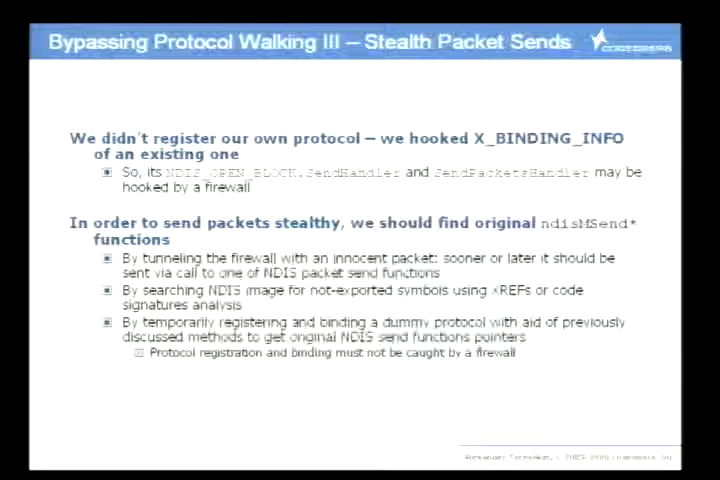 Bypassing Protocol Walking III – Stealth Packet Sends
We didn't register our own protocol – we hooked X_BINDING_INFO
of an existing one
So, its NDIS_OPEN_BLOCK.SendHandler and SendPacketsHandler may be
hooked by a firewall
In order to send packets stealthy, we should find original ndisMSend*
functions
By tunneling the firewall with an innocent packet: sooner or later it should be
sent via call to one of NDIS packet send functions
By searching NDIS image for not-exported symbols using XREFs or code
signatures analysis
By temporarily registering and binding a dummy protocol with aid of previously
discussed methods to get original NDIS send functions pointers
Protocol registration and binding must not be caught by a firewall
Alexander